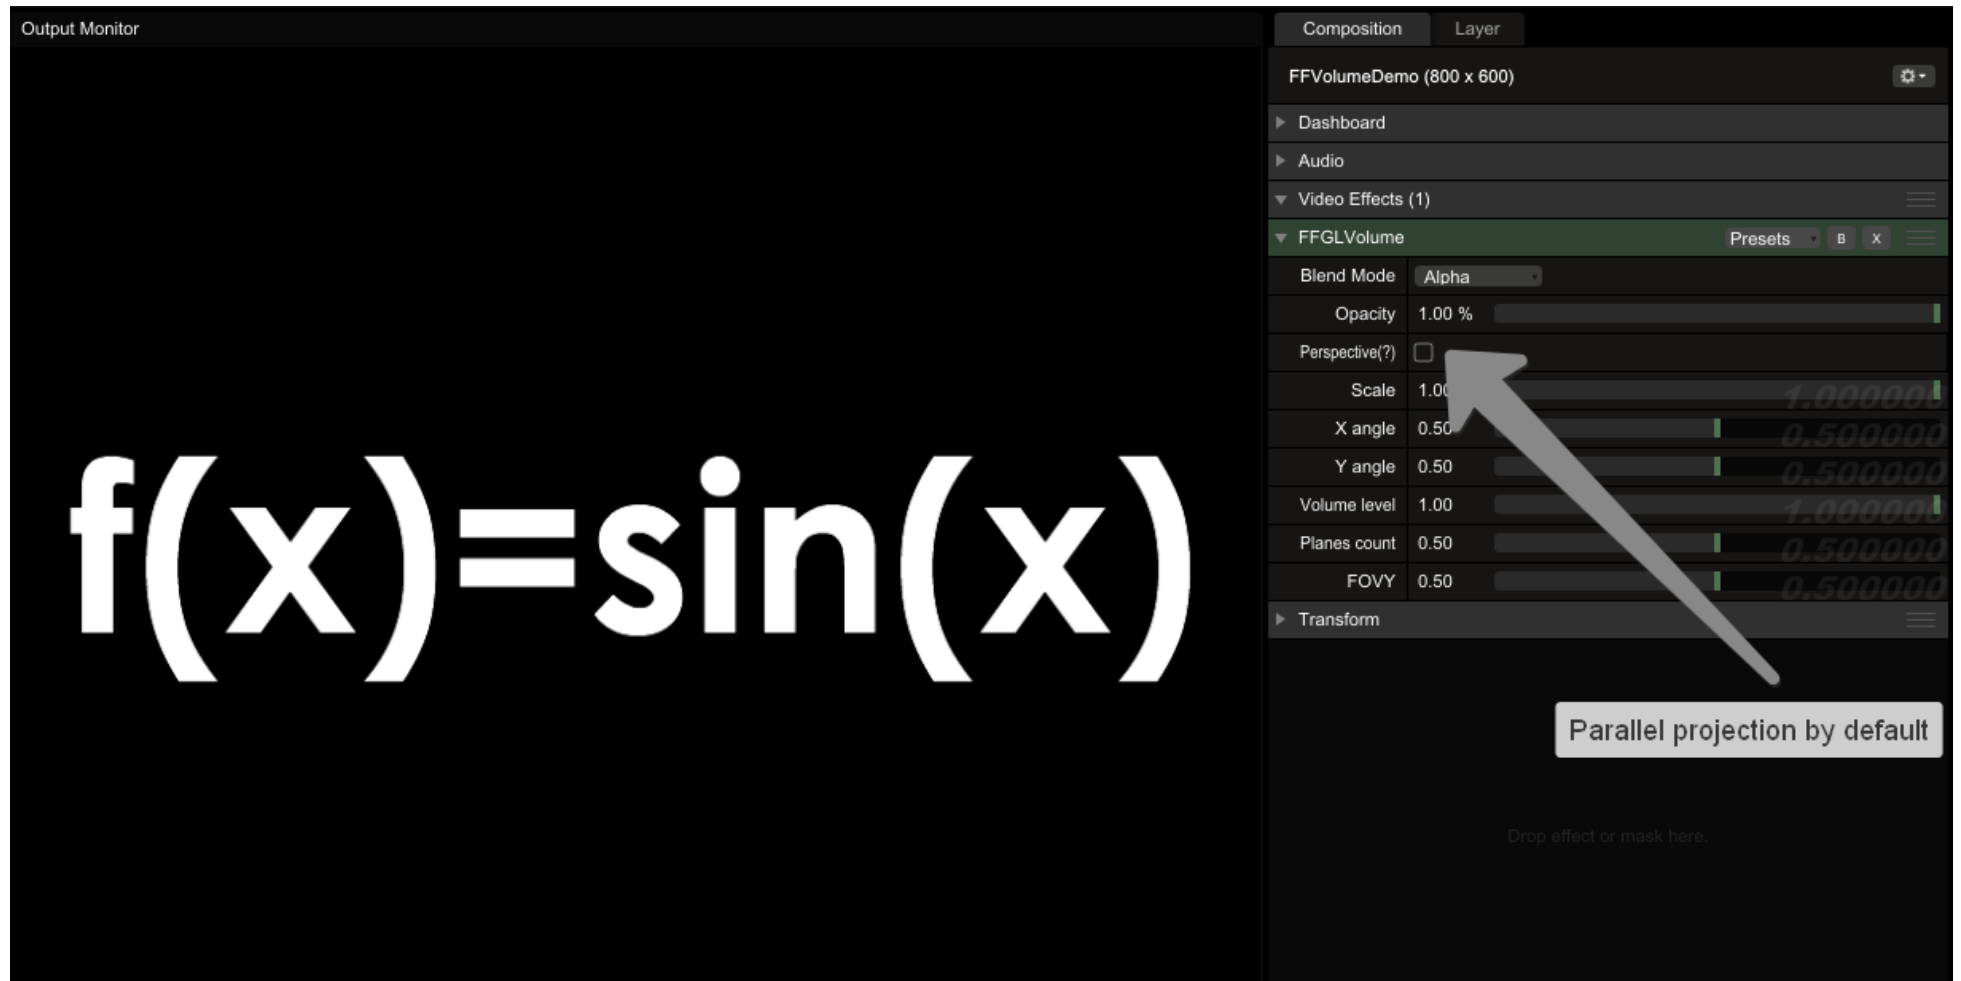 Output Monitor
f(x)=sin(x)
Composition Layer
FFVolumeDemo (800 x 600)
Dashboard
Audio
Video Effects (1)
FFGLVolume Presets B X
Blend Mode Alpha
Opacity 1.00 %
Perspective(?)
Scale 1.00 1.000000
X angle 0.50 0.500000
Y angle 0.50 0.500000
Volume level 1.00 1.000000
Planes count 0.50 0.500000
FOVY 0.50 0.500000
Transform
Parallel projection by default
Drop effect or mask here.